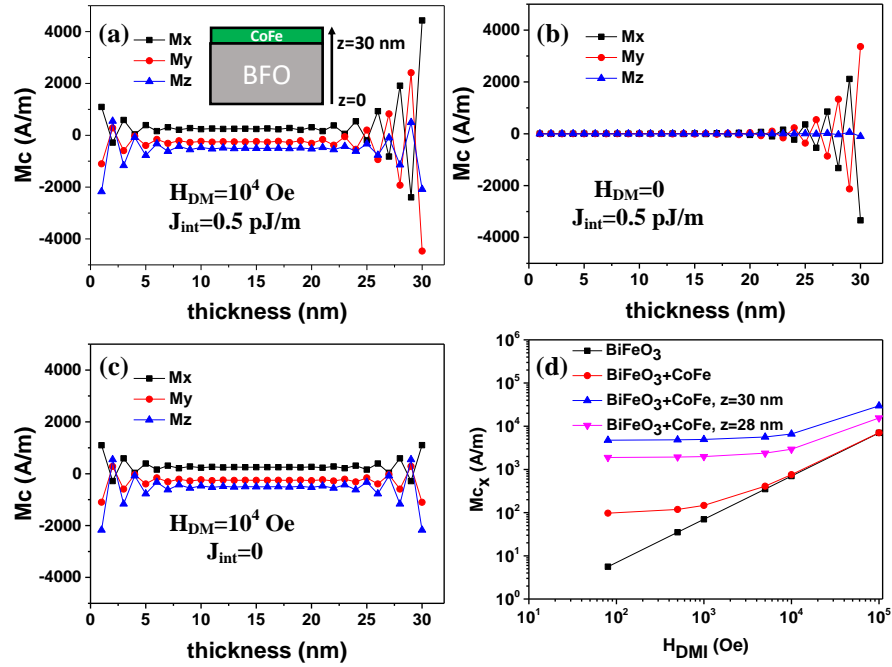 (a)
Mx
My
Mz
CoFe
BFO
z=30 nm
z=0
H_DM=10^4 Oe
J_int=0.5 pJ/m
Mc (A/m)
4000
2000
0
-2000
-4000
0 5 10 15 20 25 30
thickness (nm)
(b)
Mx
My
Mz
H_DM=0
J_int=0.5 pJ/m
Mc (A/m)
4000
2000
0
-2000
-4000
0 5 10 15 20 25 30
thickness (nm)
(c)
Mx
My
Mz
H_DM=10^4 Oe
J_int=0
Mc (A/m)
4000
2000
0
-2000
-4000
0 5 10 15 20 25 30
thickness (nm)
(d)
BiFeO_3
BiFeO_3+CoFe
BiFeO_3+CoFe, z=30 nm
BiFeO_3+CoFe, z=28 nm
Mc_x (A/m)
10^6
10^5
10^4
10^3
10^2
10^1
10^0
10^1 10^2 10^3 10^4 10^5
H_DMI (Oe)